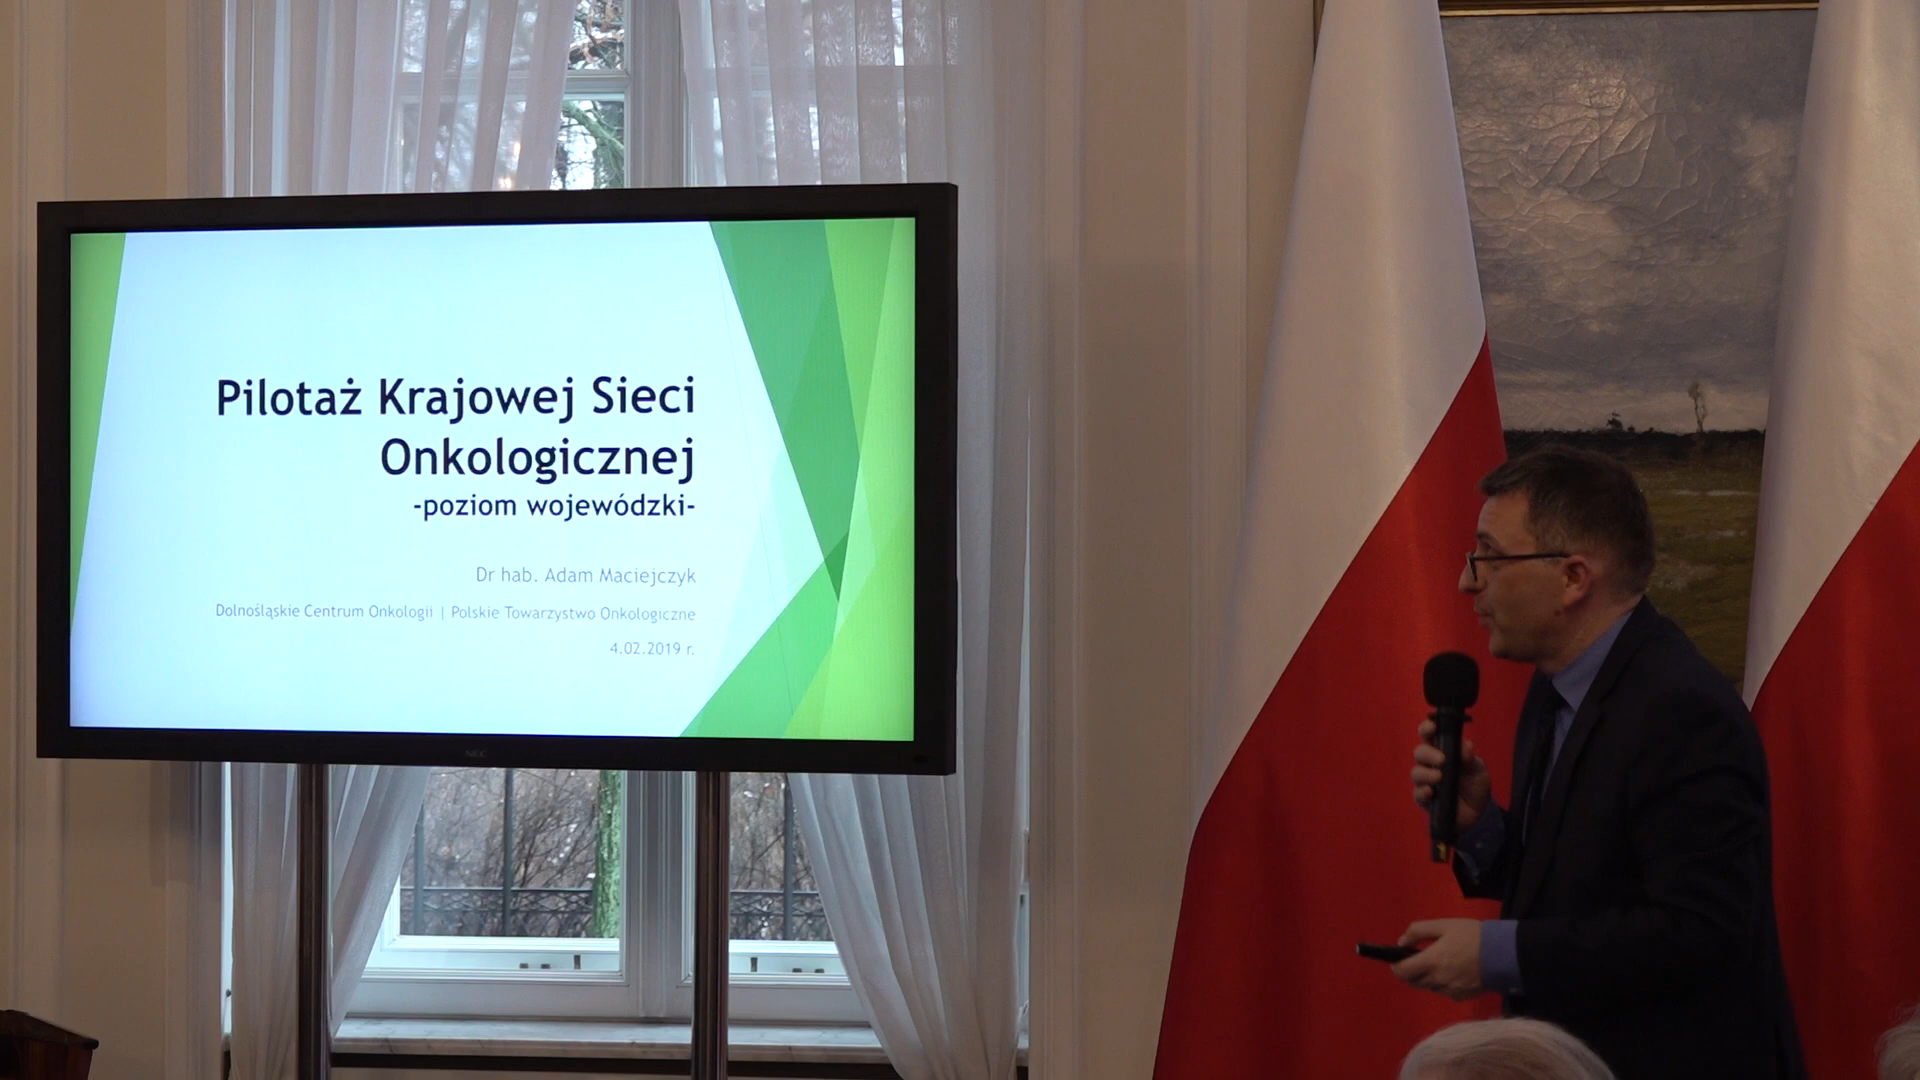 Pilotaż Krajowej Sieci
Onkologicznej
-poziom wojewódzki-
Dr hab. Adam Maciejczyk
Dolnośląskie Centrum Onkologii | Polskie Towarzystwo Onkologiczne
4.02.2019 r.
NEC